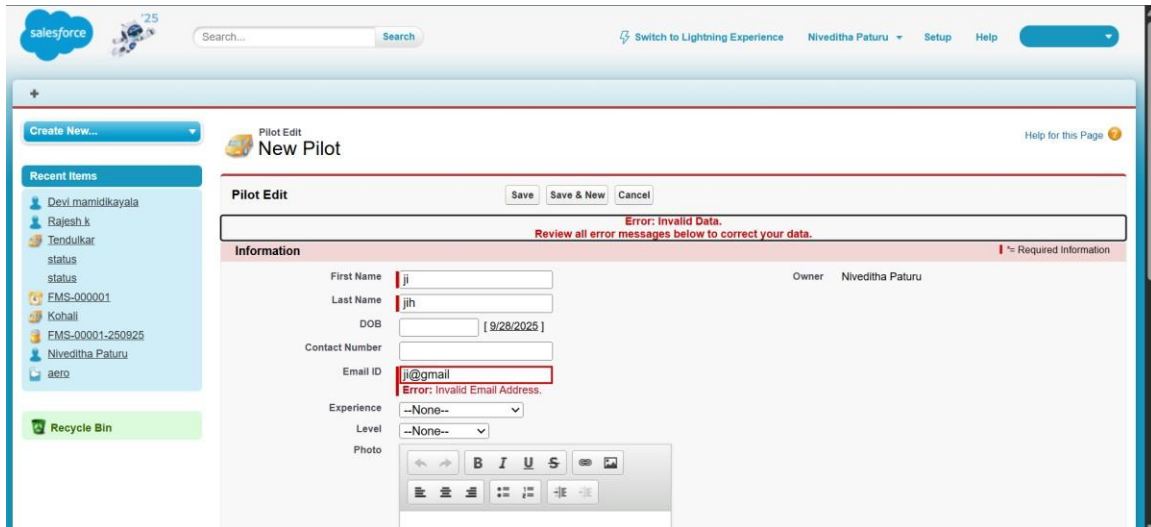 salesforce
'25
Search...
Search
Switch to Lightning Experience
Niveditha Paturu
Setup
Help
+
Create New...
Recent Items
Devi mamidikayala
Rajesh k
Tendulkar
status
status
FMS-000001
Kohali
FMS-00001-250925
Niveditha Paturu
aero
Recycle Bin
Pilot Edit
New Pilot
Help for this Page
Pilot Edit
Save
Save & New
Cancel
Error: Invalid Data.
Review all error messages below to correct your data.
Information
*= Required Information
First Name
ji
Owner
Niveditha Paturu
Last Name
jih
DOB
[ 9/28/2025 ]
Contact Number
Email ID
ji@gmail
Error: Invalid Email Address.
Experience
--None--
Level
--None--
Photo
B I U S